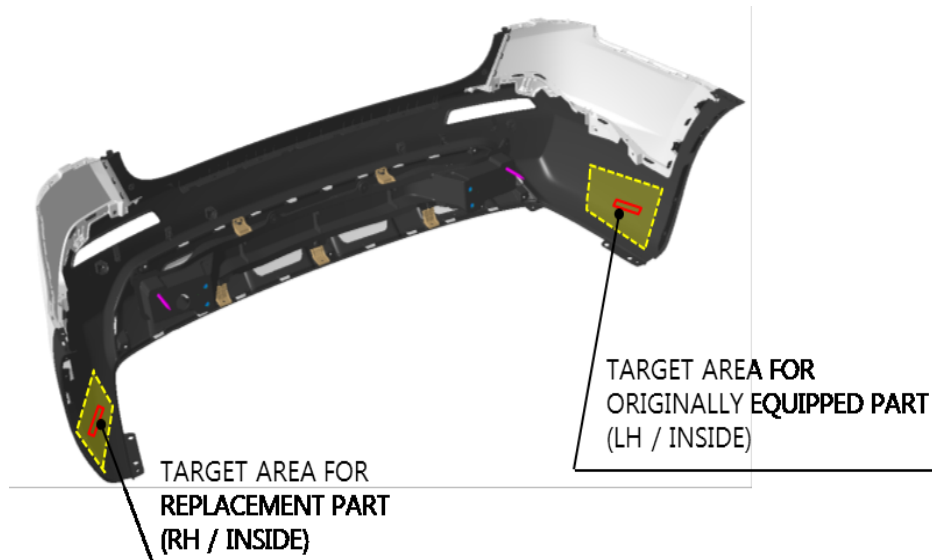 TARGET AREA FOR
ORIGINALLY EQUIPPED PART
(LH / INSIDE)
TARGET AREA FOR
REPLACEMENT PART
(RH / INSIDE)